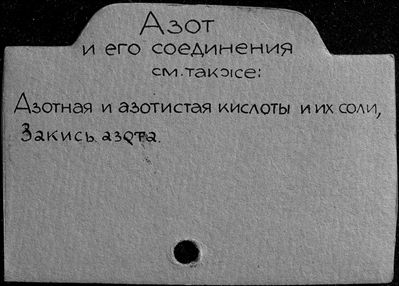 Азот
и его соединения
см. также:
Азотная и азотистая кислоты и их соли,
Закись азота.